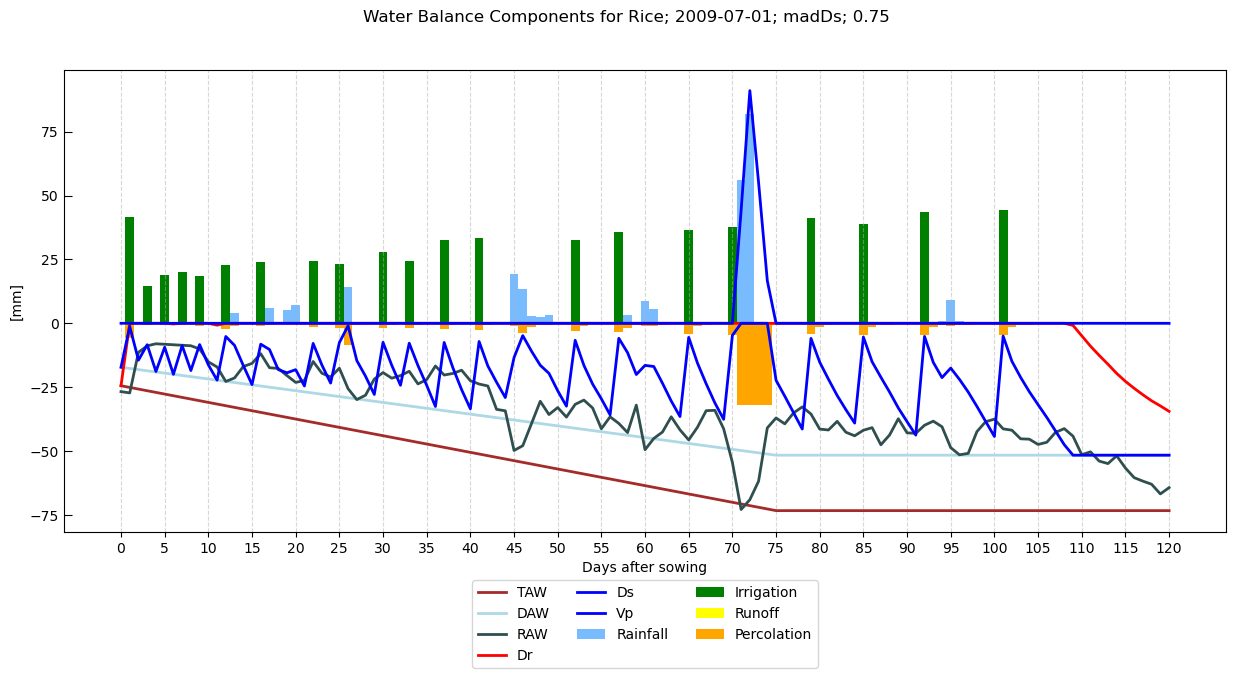 Water Balance Components for Rice; 2009-07-01; madDs; 0.75
75
50
25
0
−25
−50
−75
[mm]
0 5 10 15 20 25 30 35 40 45 50 55 60 65 70 75 80 85 90 95 100 105 110 115 120
Days after sowing
TAW Ds Irrigation
DAW Vp Runoff
RAW Rainfall Percolation
Dr